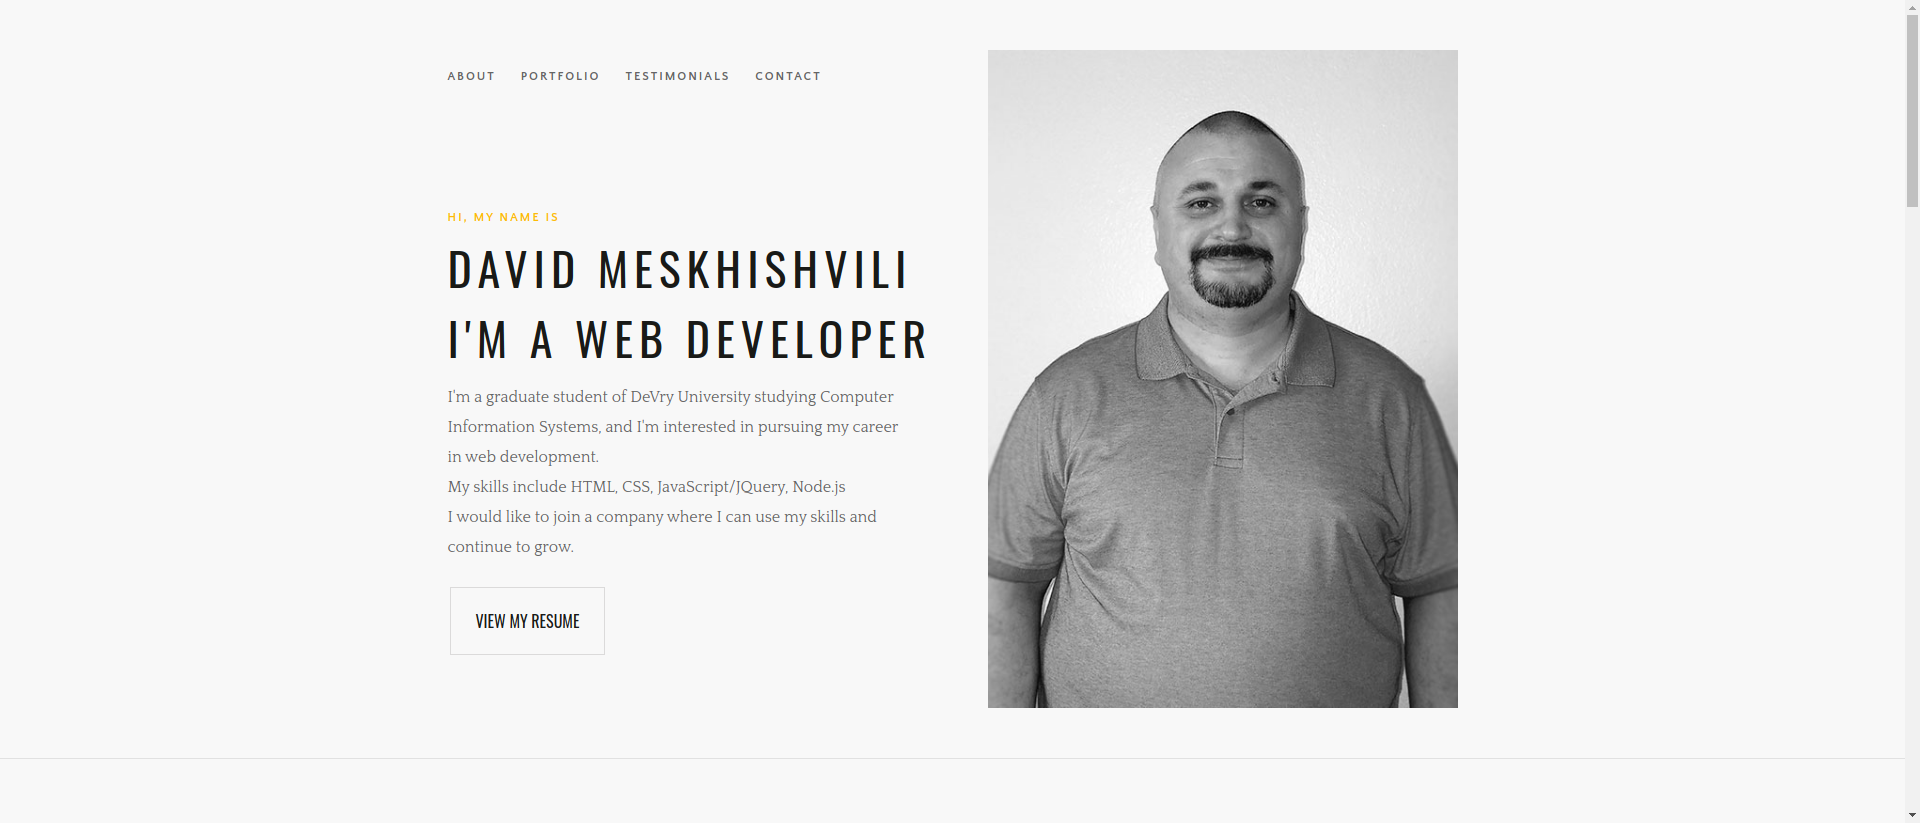 ABOUT PORTFOLIO TESTIMONIALS CONTACT
HI, MY NAME IS
DAVID MESKHISHVILI
I'M A WEB DEVELOPER
I'm a graduate student of DeVry University studying Computer
Information Systems, and I'm interested in pursuing my career
in web development.
My skills include HTML, CSS, JavaScript/JQuery, Node.js
I would like to join a company where I can use my skills and
continue to grow.
VIEW MY RESUME